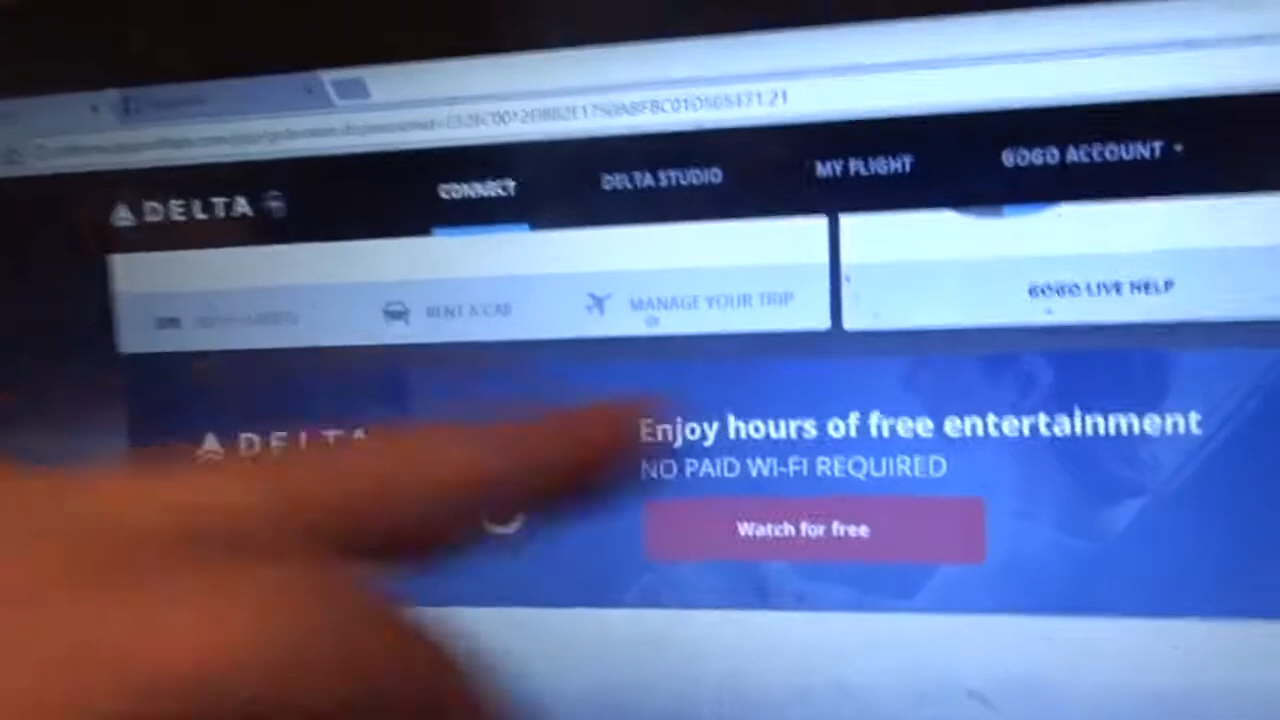 DELTA
CONNECT
DELTA STUDIO
MY FLIGHT
GOGO ACCOUNT
RENT A CAR
MANAGE YOUR TRIP
GOGO LIVE HELP
DELTA
Enjoy hours of free entertainment
NO PAID WI-FI REQUIRED
Watch for free